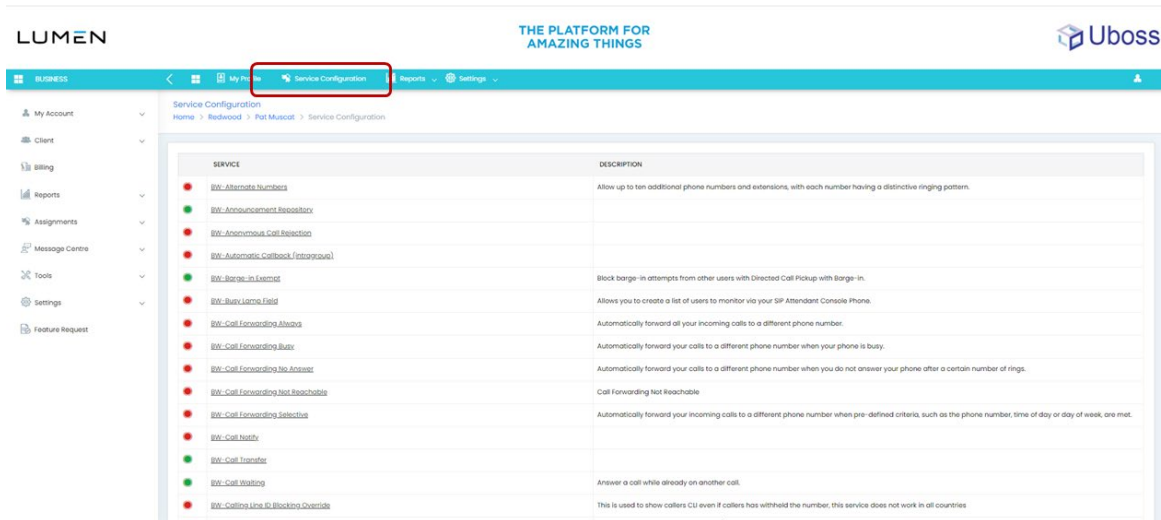 LUMEN
THE PLATFORM FOR
AMAZING THINGS
Uboss
BUSINESS
My Profile
Service Configuration
Reports
Settings
My Account
Client
Billing
Reports
Assignments
Message Centre
Tools
Settings
Feature Request
Service Configuration
Home > Redwood > Pat Muscat > Service Configuration
SERVICE DESCRIPTION
BW-Alternate Numbers Allow up to ten additional phone numbers and extensions, with each number having a distinctive ringing pattern.
BW-Announcement Repository
BW-Anonymous Call Rejection
BW-Automatic Callback (intragroup)
BW-Barge-in Exempt Block barge-in attempts from other users with Directed Call Pickup with Barge-in.
BW-Busy Lamp Field Allows you to create a list of users to monitor via your SIP Attendant Console Phone.
BW-Call Forwarding Always Automatically forward all your incoming calls to a different phone number.
BW-Call Forwarding Busy Automatically forward your calls to a different phone number when your phone is busy.
BW-Call Forwarding No Answer Automatically forward your calls to a different phone number when you do not answer your phone after a certain number of rings.
BW-Call Forwarding Not Reachable Call Forwarding Not Reachable
BW-Call Forwarding Selective Automatically forward your incoming calls to a different phone number when pre-defined criteria, such as the phone number, time of day or day of week, are met.
BW-Call Notify
BW-Call Transfer
BW-Call Waiting Answer a call while already on another call.
BW-Calling Line ID Blocking Override This is used to show callers CLI even if callers has withheld the number, this service does not work in all countries